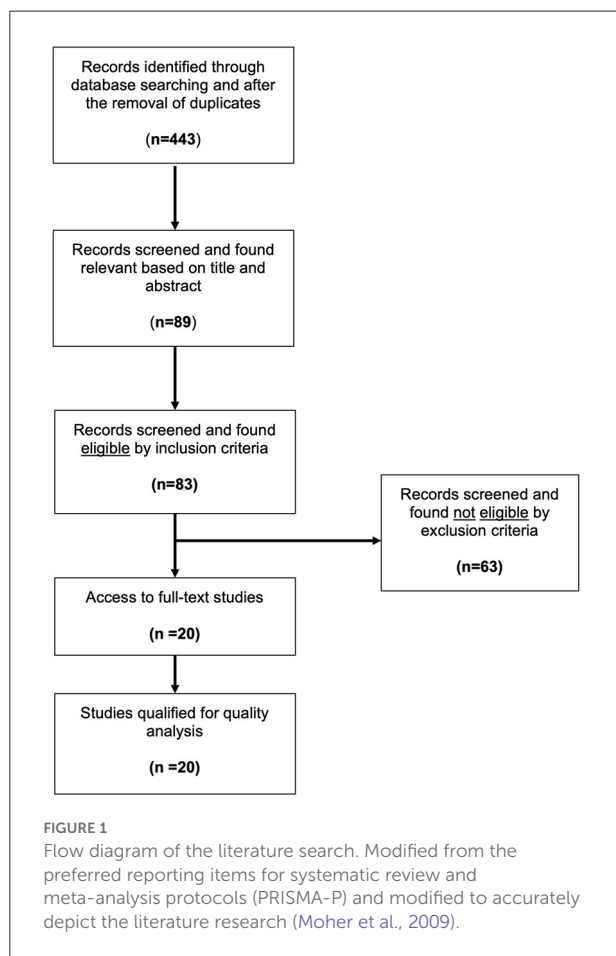 Records identified through
database searching and after
the removal of duplicates
(n=443)
Records screened and found
relevant based on title and
abstract
(n=89)
Records screened and found
eligible by inclusion criteria
(n=83)
Records screened and
found not eligible by
exclusion criteria
(n=63)
Access to full-text studies
(n =20)
Studies qualified for quality
analysis
(n =20)
FIGURE 1
Flow diagram of the literature search. Modified from the
preferred reporting items for systematic review and
meta-analysis protocols (PRISMA-P) and modified to accurately
depict the literature research (Moher et al., 2009).